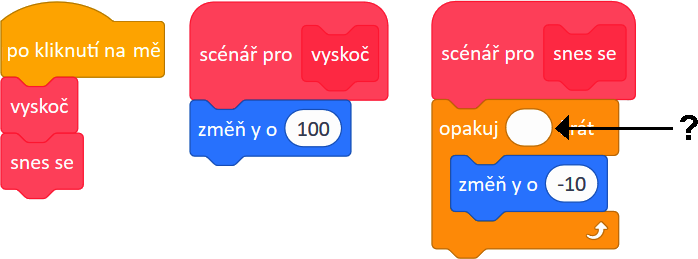 po kliknutí na mě
vyskoč
snes se
scénář pro vyskoč
změň y o 100
scénář pro snes se
opakuj ?
změň y o -10